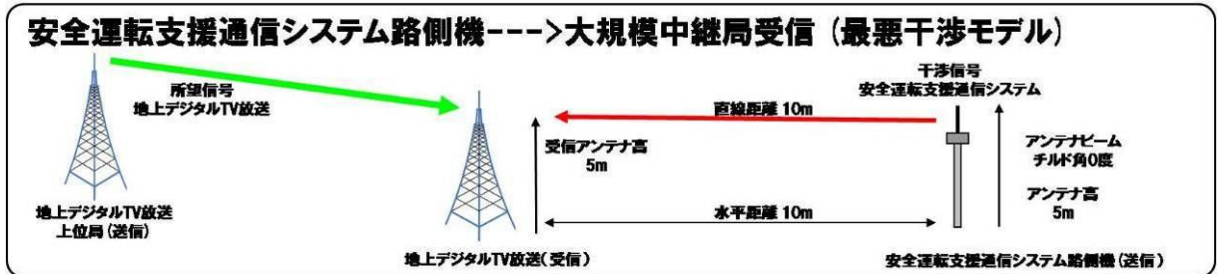 安全運転支援通信システム路側機--->大規模中継局受信 (最悪干渉モデル)
所望信号
地上デジタルTV放送
干渉信号
安全運転支援通信システム
直線距離 10m
受信アンテナ高
5m
アンテナビーム
チルド角0度
アンテナ高
5m
水平距離 10m
地上デジタルTV放送
上位局(送信)
地上デジタルTV放送(受信)
安全運転支援通信システム路側機(送信)